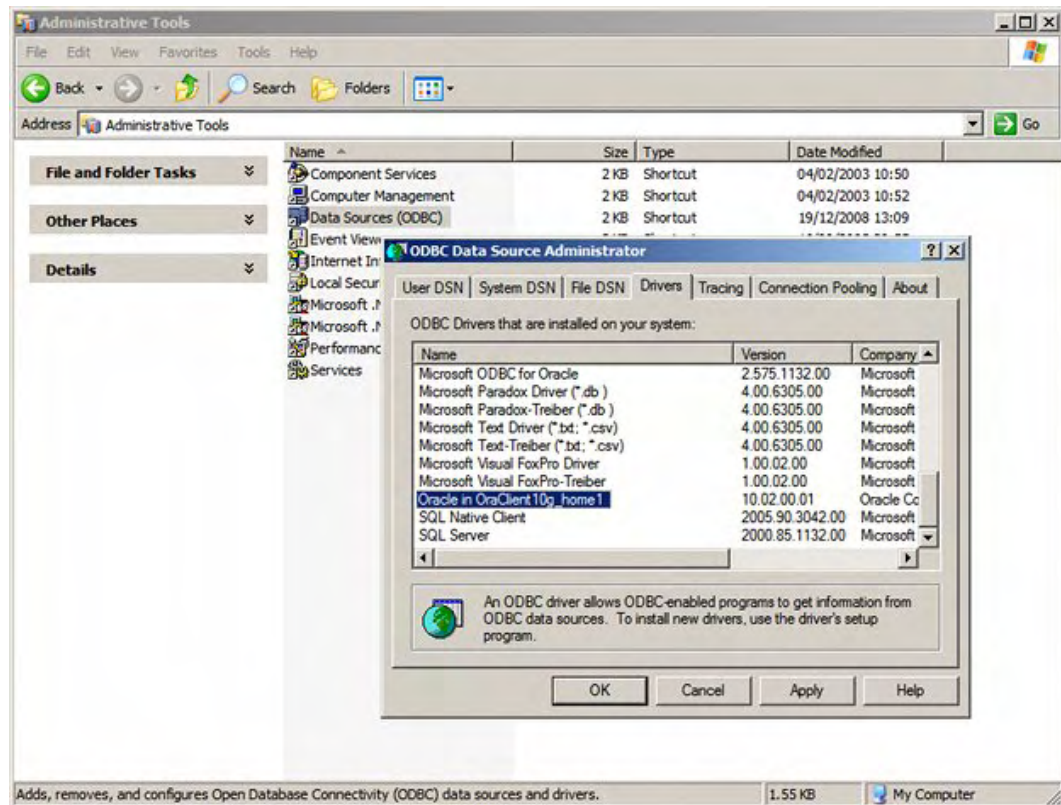 Administrative Tools
File Edit View Favorites Tools Help
Back Search Folders
Address Administrative Tools Go
Name Size Type Date Modified
File and Folder Tasks
Other Places
Details
Component Services 2 KB Shortcut 04/02/2003 10:50
Computer Management 2 KB Shortcut 04/02/2003 10:52
Data Sources (ODBC) 2 KB Shortcut 19/12/2008 13:09
Event View
Internet In
Local Secur
Microsoft .N
Microsoft .N
Performanc
Services
ODBC Data Source Administrator
User DSN System DSN File DSN Drivers Tracing Connection Pooling About
ODBC Drivers that are installed on your system:
Name Version Company
Microsoft ODBC for Oracle 2.575.1132.00 Microsoft
Microsoft Paradox Driver (*.db ) 4.00.6305.00 Microsoft
Microsoft Paradox-Treiber (*.db ) 4.00.6305.00 Microsoft
Microsoft Text Driver (*.txt; *.csv) 4.00.6305.00 Microsoft
Microsoft Text-Treiber (*.txt; *.csv) 4.00.6305.00 Microsoft
Microsoft Visual FoxPro Driver 1.00.02.00 Microsoft
Microsoft Visual FoxPro-Treiber 1.00.02.00 Microsoft
Oracle in OraClient10g_home1 10.02.00.01 Oracle Co
SQL Native Client 2005.90.3042.00 Microsoft
SQL Server 2000.85.1132.00 Microsoft
An ODBC driver allows ODBC-enabled programs to get information from
ODBC data sources. To install new drivers, use the driver's setup
program.
OK Cancel Apply Help
Adds, removes, and configures Open Database Connectivity (ODBC) data sources and drivers. 1.55 KB My Computer